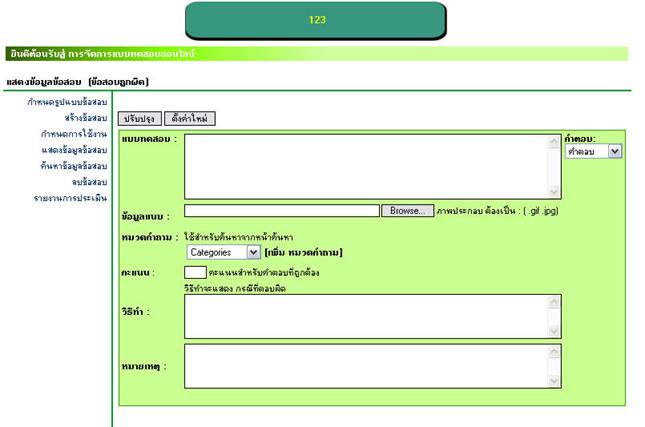 123
ยินดีต้อนรับสู่ การจัดการแบบทดสอบออนไลน์
แสดงข้อมูลข้อสอบ (ข้อสอบถูกผิด)
กำหนดรูปแบบข้อสอบ
สร้างข้อสอบ
กำหนดการใช้งาน
แสดงข้อมูลข้อสอบ
ค้นหาข้อมูลข้อสอบ
ลบข้อสอบ
รายงานการประเมิน
ปรับปรุง ตั้งค่าใหม่
แบบทดสอบ : คำตอบ:
คำตอบ
ข้อมูลแนบ : Browse... ภาพประกอบ ต้องเป็น : ( .gif .jpg)
หมวดคำถาม : ใช้สำหรับค้นหาจากหน้าค้นหา
Categories [เพิ่ม หมวดคำถาม]
คะแนน : คะแนนสำหรับคำตอบที่ถูกต้อง
วิธีทำจะแสดง กรณีที่ตอบผิด
วิธีทำ :
หมายเหตุ :